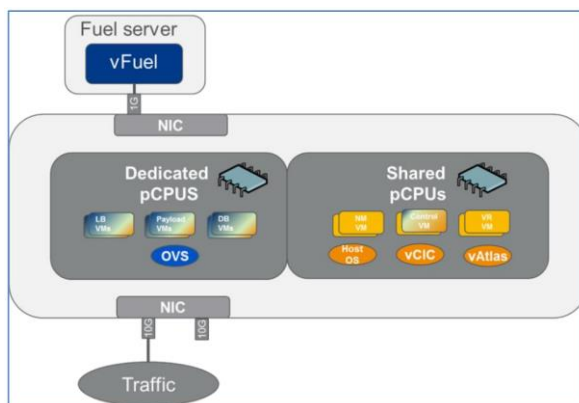 Fuel server
vFuel
1G
NIC
Dedicated
pCPUS
Shared
pCPUs
LB
VMs
Payload
VMs
DB
VMs
NM
VM
Control
VM
VR
VM
OVS
Host
OS
vCIC
vAtlas
NIC
10G
10G
Traffic